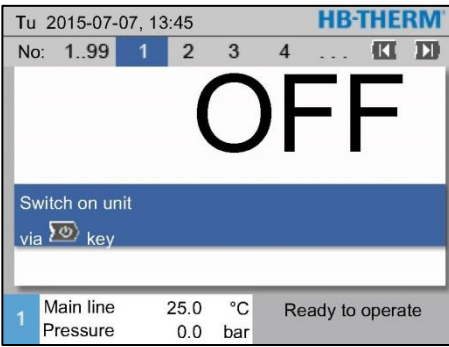 Tu 2015-07-07, 13:45 HB-THERM®
No: 1..99 1 2 3 4 ...
OFF
Switch on unit
via key
1 Main line 25.0 °C Ready to operate
Pressure 0.0 bar